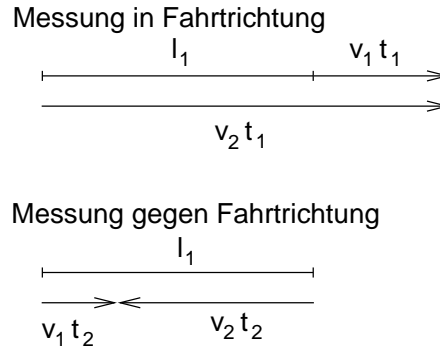 Messung in Fahrtrichtung
l₁ v₁ t₁
v₂ t₁
Messung gegen Fahrtrichtung
l₁
v₁ t₂ v₂ t₂